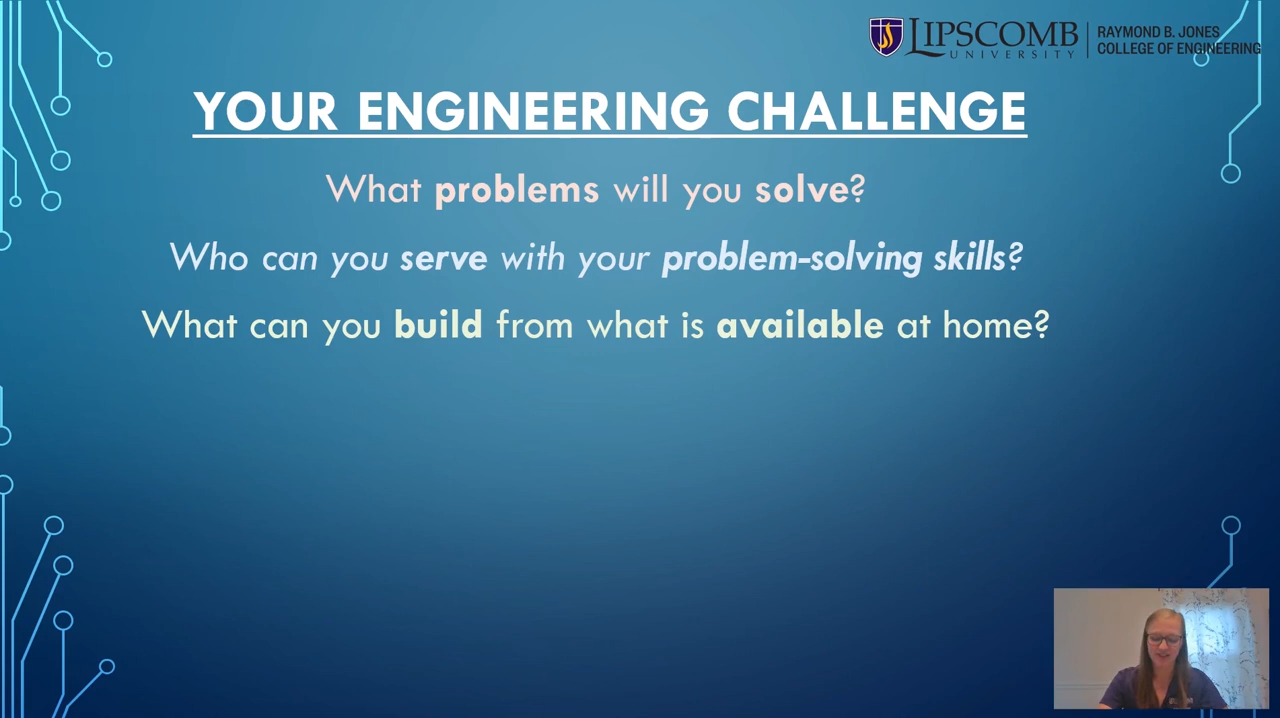 LIPSCOMB
UNIVERSITY
RAYMOND B. JONES
COLLEGE OF ENGINEERING
YOUR ENGINEERING CHALLENGE
What problems will you solve?
Who can you serve with your problem-solving skills?
What can you build from what is available at home?